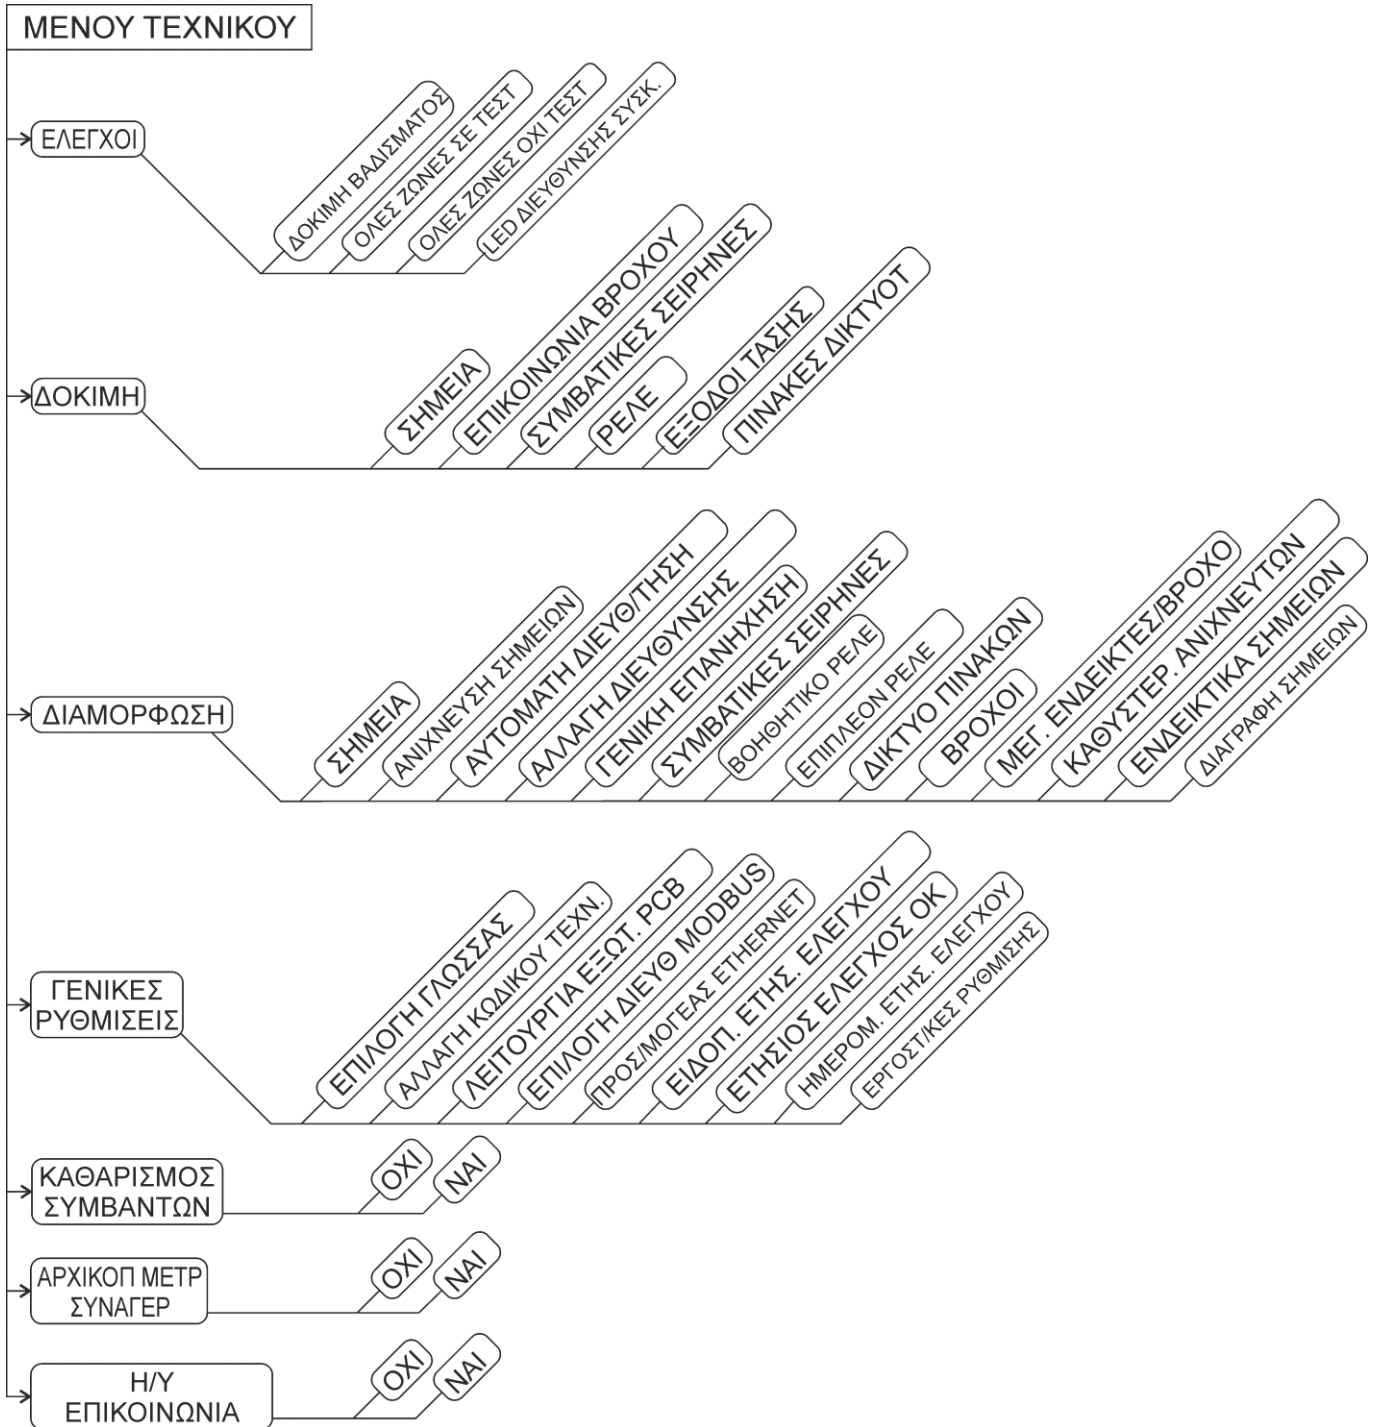 ΜΕΝΟΥ ΤΕΧΝΙΚΟΥ
ΕΛΕΓΧΟΙ
ΔΟΚΙΜΗ ΒΑΔΙΣΜΑΤΟΣ
ΟΛΕΣ ΖΩΝΕΣ ΣΕ ΤΕΣΤ
ΟΛΕΣ ΖΩΝΕΣ ΟΧΙ ΤΕΣΤ
LED ΔΙΕΥΘΥΝΣΗΣ ΣΥΣΚ.
ΔΟΚΙΜΗ
ΣΗΜΕΙΑ
ΕΠΙΚΟΙΝΩΝΙΑ ΒΡΟΧΟΥ
ΣΥΜΒΑΤΙΚΕΣ ΣΕΙΡΗΝΕΣ
ΡΕΛΕ
ΕΞΟΔΟΙ ΤΑΣΗΣ
ΠΙΝΑΚΕΣ ΔΙΚΤΥΟΤ
ΔΙΑΜΟΡΦΩΣΗ
ΣΗΜΕΙΑ
ΑΝΙΧΝΕΥΣΗ ΣΗΜΕΙΩΝ
ΑΥΤΟΜΑΤΗ ΔΙΕΥΘ/ΤΗΣΗ
ΑΛΛΑΓΗ ΔΙΕΥΘΥΝΣΗΣ
ΓΕΝΙΚΗ ΕΠΑΝΗΧΗΣΗ
ΣΥΜΒΑΤΙΚΕΣ ΣΕΙΡΗΝΕΣ
ΒΟΗΘΗΤΙΚΟ ΡΕΛΕ
ΕΠΙΠΛΕΟΝ ΡΕΛΕ
ΔΙΚΤΥΟ ΠΙΝΑΚΩΝ
ΒΡΟΧΟΙ
ΜΕΓ. ΕΝΔΕΙΚΤΕΣ/ΒΡΟΧΟ
ΚΑΘΥΣΤΕΡ. ΑΝΙΧΝΕΥΤΩΝ
ΕΝΔΕΙΚΤΙΚΑ ΣΗΜΕΙΩΝ
ΔΙΑΓΡΑΦΗ ΣΗΜΕΙΩΝ
ΓΕΝΙΚΕΣ
ΡΥΘΜΙΣΕΙΣ
ΕΠΙΛΟΓΗ ΓΛΩΣΣΑΣ
ΑΛΛΑΓΗ ΚΩΔΙΚΟΥ ΤΕΧΝ.
ΛΕΙΤΟΥΡΓΙΑ ΕΞΩΤ. PCB
ΕΠΙΛΟΓΗ ΔΙΕΥΘ MODBUS
ΠΡΟΣ/ΜΟΓΕΑΣ ETHERNET
ΕΙΔΟΠ. ΕΤΗΣ. ΕΛΕΓΧΟΥ
ΕΤΗΣΙΟΣ ΕΛΕΓΧΟΣ ΟΚ
ΗΜΕΡΟΜ. ΕΤΗΣ. ΕΛΕΓΧΟΥ
ΕΡΓΟΣΤ/ΚΕΣ ΡΥΘΜΙΣΗΣ
ΚΑΘΑΡΙΣΜΟΣ
ΣΥΜΒΑΝΤΩΝ
ΟΧΙ
ΝΑΙ
ΑΡΧΙΚΟΠ ΜΕΤΡ
ΣΥΝΑΓΕΡ
ΟΧΙ
ΝΑΙ
Η/Υ
ΕΠΙΚΟΙΝΩΝΙΑ
ΟΧΙ
ΝΑΙ